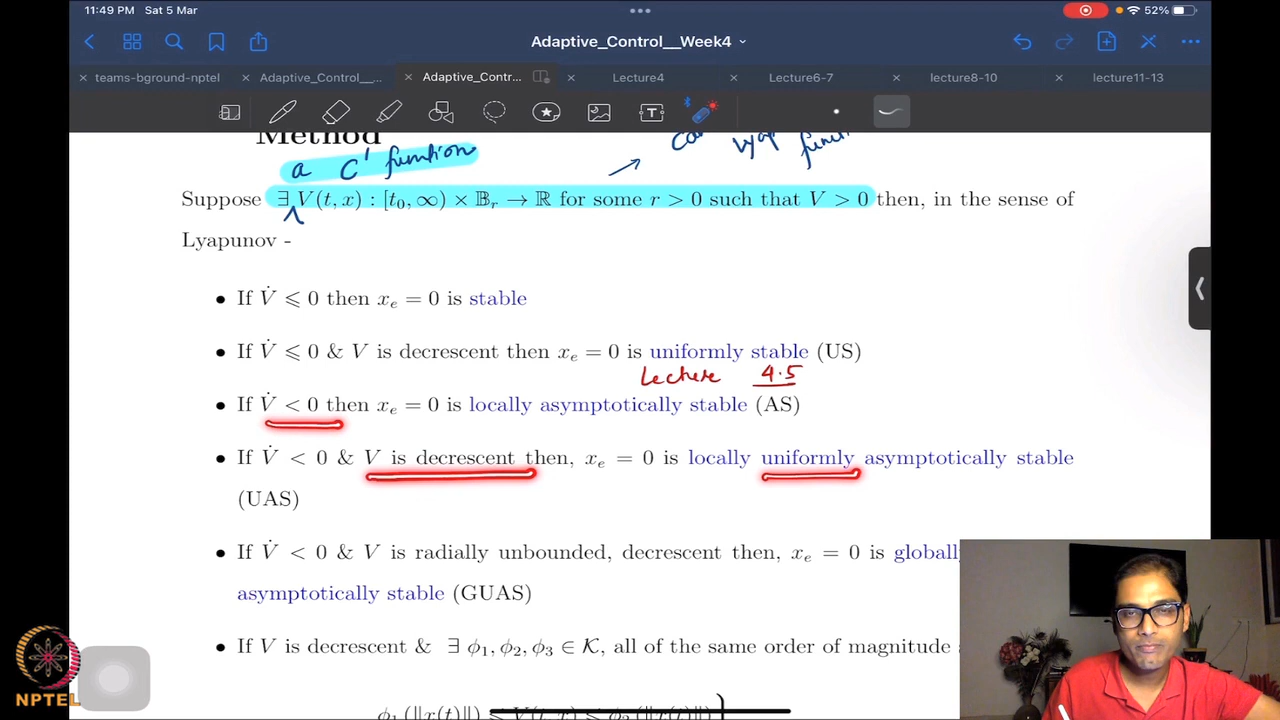 11:49 PM Sat 5 Mar
52%
Adaptive_Control__Week4
teams-bground-nptel
Adaptive_Control__...
Adaptive_Contr...
Lecture4
Lecture6-7
lecture8-10
lecture11-13
Method
a C' function
Suppose ∃ V(t, x) : [t₀, ∞) × 𝔹ᵣ → ℝ for some r > 0 such that V > 0 then, in the sense of
Lyapunov -
• If V̇ ⩽ 0 then xₑ = 0 is stable
• If V̇ ⩽ 0 & V is decrescent then xₑ = 0 is uniformly stable (US)
Lecture 4.5
• If V̇ < 0 then xₑ = 0 is locally asymptotically stable (AS)
• If V̇ < 0 & V is decrescent then, xₑ = 0 is locally uniformly asymptotically stable
(UAS)
• If V̇ < 0 & V is radially unbounded, decrescent then, xₑ = 0 is globally
asymptotically stable (GUAS)
• If V is decrescent & ∃ ϕ₁, ϕ₂, ϕ₃ ∈ 𝒦, all of the same order of magnitude
ϕ₁(‖x(t)‖) ⩽ V(t, x) ⩽ ϕ₂(‖x(t)‖)
NPTEL